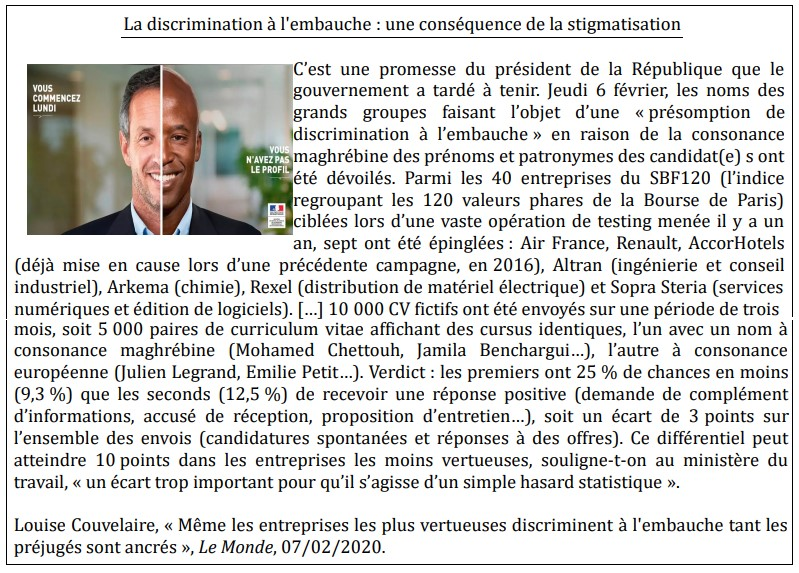 La discrimination à l'embauche : une conséquence de la stigmatisation
VOUS
COMMENCEZ
LUNDI
VOUS
N'AVEZ PAS
LE PROFIL
C'est une promesse du président de la République que le
gouvernement a tardé à tenir. Jeudi 6 février, les noms des
grands groupes faisant l'objet d'une « présomption de
discrimination à l'embauche » en raison de la consonance
maghrébine des prénoms et patronymes des candidat(e) s ont
été dévoilés. Parmi les 40 entreprises du SBF120 (l'indice
regroupant les 120 valeurs phares de la Bourse de Paris)
ciblées lors d'une vaste opération de testing menée il y a un
an, sept ont été épinglées : Air France, Renault, AccorHotels
(déjà mise en cause lors d'une précédente campagne, en 2016), Altran (ingénierie et conseil
industriel), Arkema (chimie), Rexel (distribution de matériel électrique) et Sopra Steria (services
numériques et édition de logiciels). […] 10 000 CV fictifs ont été envoyés sur une période de trois
mois, soit 5 000 paires de curriculum vitae affichant des cursus identiques, l'un avec un nom à
consonance maghrébine (Mohamed Chettouh, Jamila Benchargui…), l'autre à consonance
européenne (Julien Legrand, Emilie Petit…). Verdict : les premiers ont 25 % de chances en moins
(9,3 %) que les seconds (12,5 %) de recevoir une réponse positive (demande de complément
d'informations, accusé de réception, proposition d'entretien…), soit un écart de 3 points sur
l'ensemble des envois (candidatures spontanées et réponses à des offres). Ce différentiel peut
atteindre 10 points dans les entreprises les moins vertueuses, souligne-t-on au ministère du
travail, « un écart trop important pour qu'il s'agisse d'un simple hasard statistique ».
Louise Couvelaire, « Même les entreprises les plus vertueuses discriminent à l'embauche tant les
préjugés sont ancrés », Le Monde, 07/02/2020.